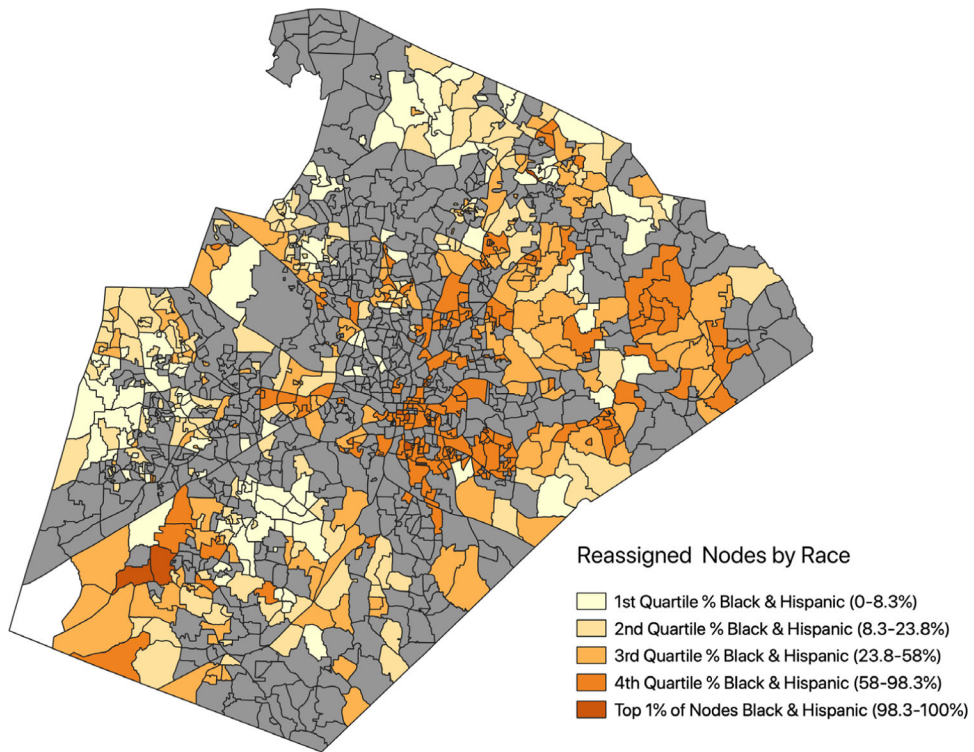 Reassigned Nodes by Race
1st Quartile % Black & Hispanic (0-8.3%)
2nd Quartile % Black & Hispanic (8.3-23.8%)
3rd Quartile % Black & Hispanic (23.8-58%)
4th Quartile % Black & Hispanic (58-98.3%)
Top 1% of Nodes Black & Hispanic (98.3-100%)